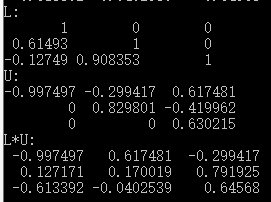 L:
1 0 0
0.61493 1 0
-0.12749 0.908353 1
U:
-0.997497 -0.299417 0.617481
0 0.829801 -0.419962
0 0 0.630215
L*U:
-0.997497 0.617481 -0.299417
0.127171 0.170019 0.791925
-0.613392 -0.0402539 0.64568